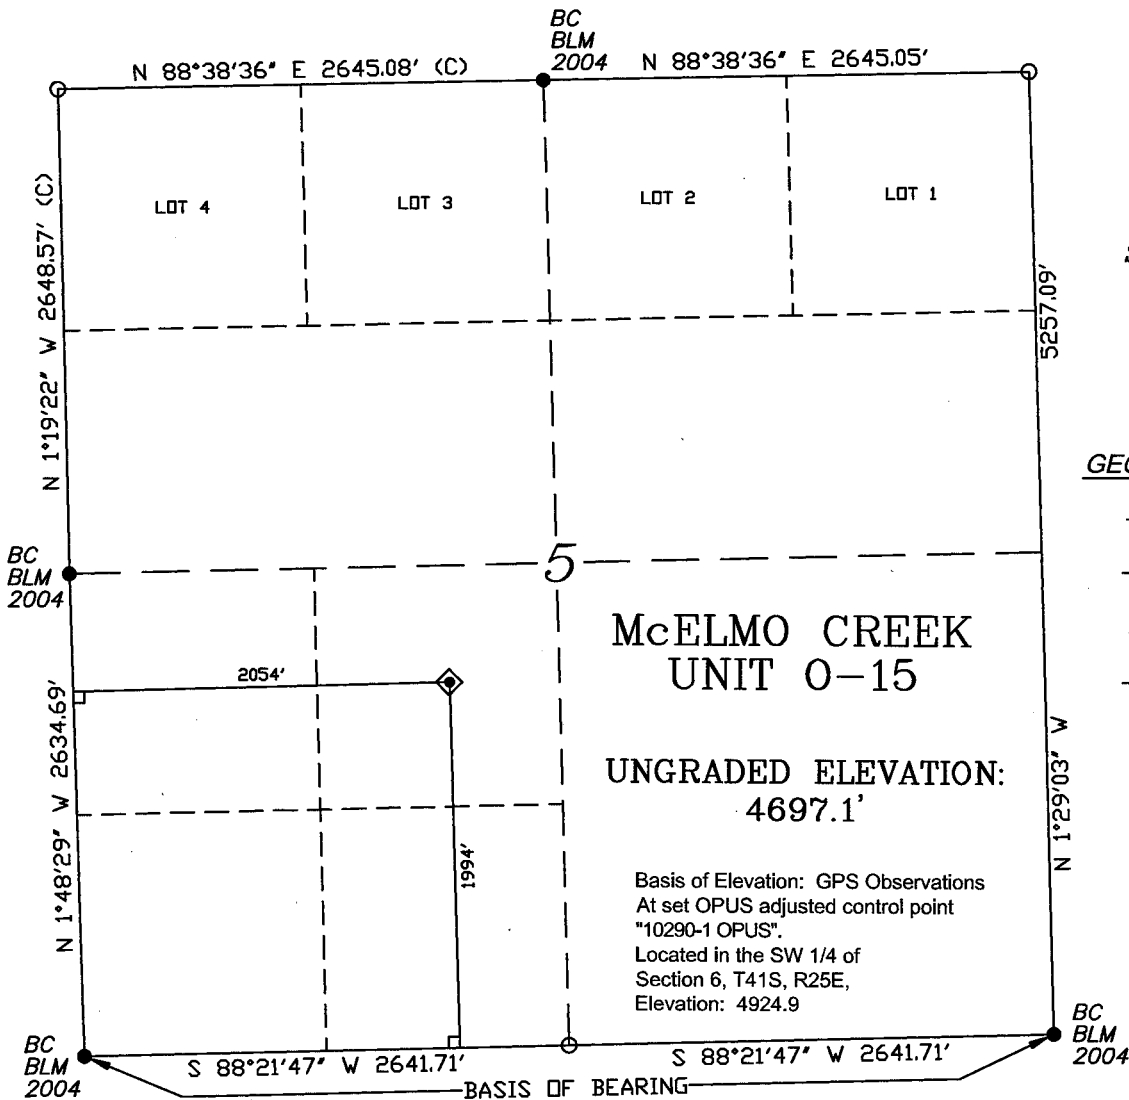 BC
BLM
2004
N 88°38'36" E 2645.08' (C)
N 88°38'36" E 2645.05'
LOT 4
LOT 3
LOT 2
LOT 1
N 1°19'22" W 2648.57' (C)
5257.09'
GEO
BC
BLM
2004
5
McELMO CREEK
UNIT O-15
2054'
N 1°48'29" W 2634.69'
UNGRADED ELEVATION:
4697.1'
N 1°29'03" W
1994'
Basis of Elevation: GPS Observations
At set OPUS adjusted control point
"10290-1 OPUS".
Located in the SW 1/4 of
Section 6, T41S, R25E,
Elevation: 4924.9
BC
BLM
2004
BC
BLM
2004
S 88°21'47" W 2641.71'
S 88°21'47" W 2641.71'
BASIS OF BEARING